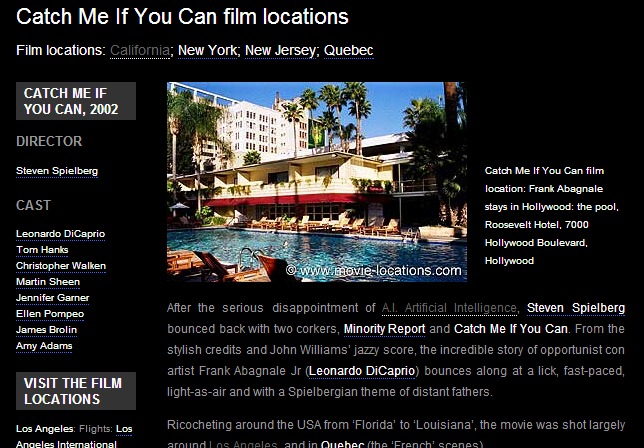 Catch Me If You Can film locations
Film locations: California; New York; New Jersey; Quebec
CATCH ME IF
YOU CAN, 2002
DIRECTOR
Steven Spielberg
CAST
Leonardo DiCaprio
Tom Hanks
Christopher Walken
Martin Sheen
Jennifer Garner
Ellen Pompeo
James Brolin
Amy Adams
VISIT THE FILM
LOCATIONS
Los Angeles: Flights: Los
Angeles International
© www.movie-locations.com
Catch Me If You Can film
location: Frank Abagnale
stays in Hollywood: the pool,
Roosevelt Hotel, 7000
Hollywood Boulevard,
Hollywood
After the serious disappointment of A.I. Artificial Intelligence, Steven Spielberg
bounced back with two corkers, Minority Report and Catch Me If You Can. From the
stylish credits and John Williams' jazzy score, the incredible story of opportunist con
artist Frank Abagnale Jr (Leonardo DiCaprio) bounces along at a lick, fast-paced,
light-as-air and with a Spielbergian theme of distant fathers.
Ricocheting around the USA from 'Florida' to 'Louisiana', the movie was shot largely
around Los Angeles, and in Quebec (the 'French' scenes).